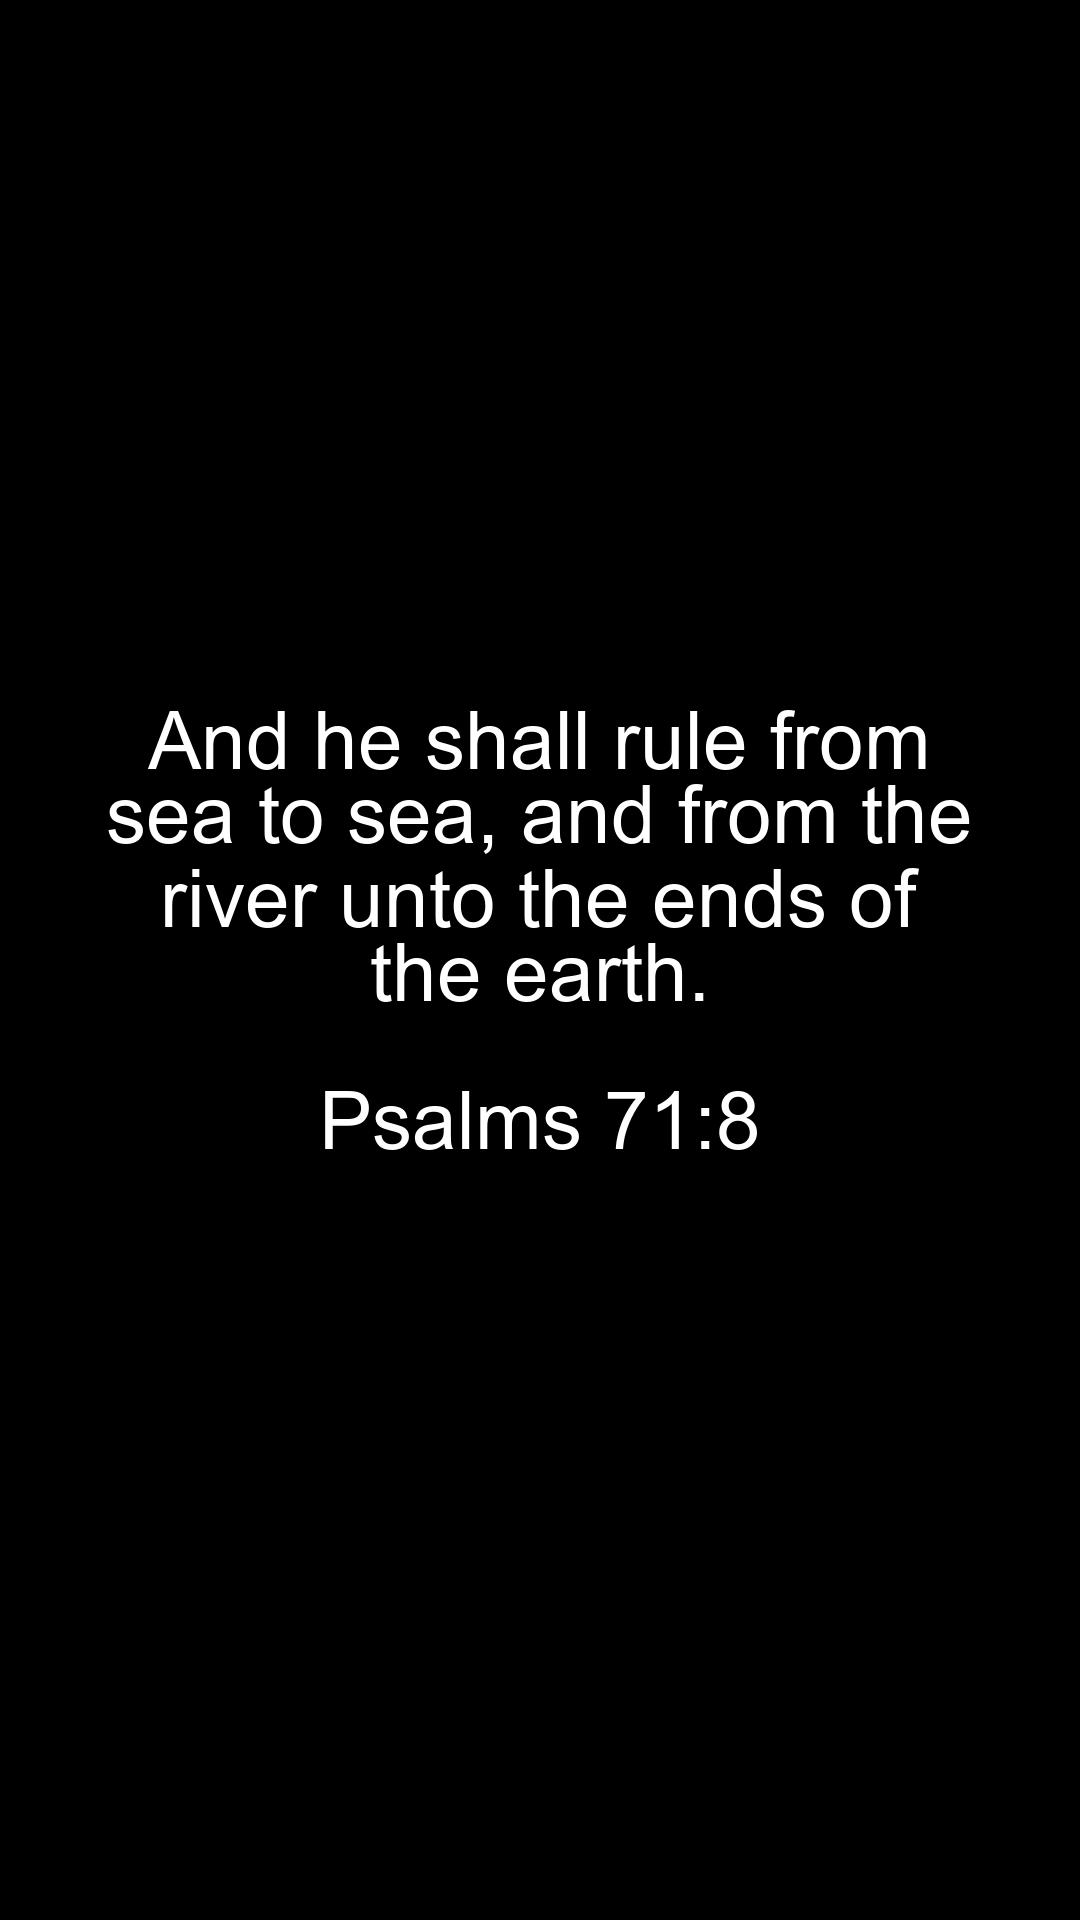 And he shall rule from
sea to sea, and from the
river unto the ends of
the earth.
Psalms 71:8